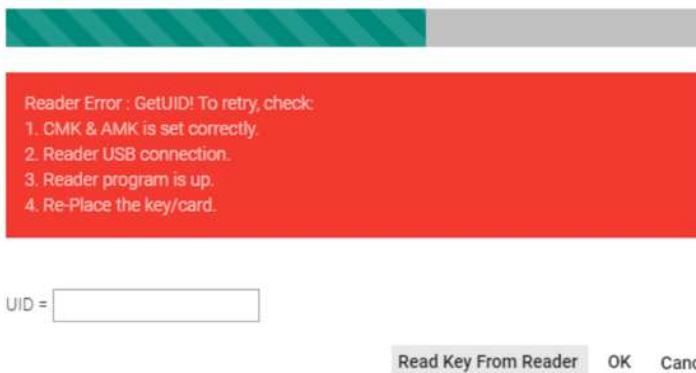 Reader Error : GetUID! To retry, check:
1. CMK & AMK is set correctly.
2. Reader USB connection.
3. Reader program is up.
4. Re-Place the key/card.
UID =
Read Key From Reader OK Canc